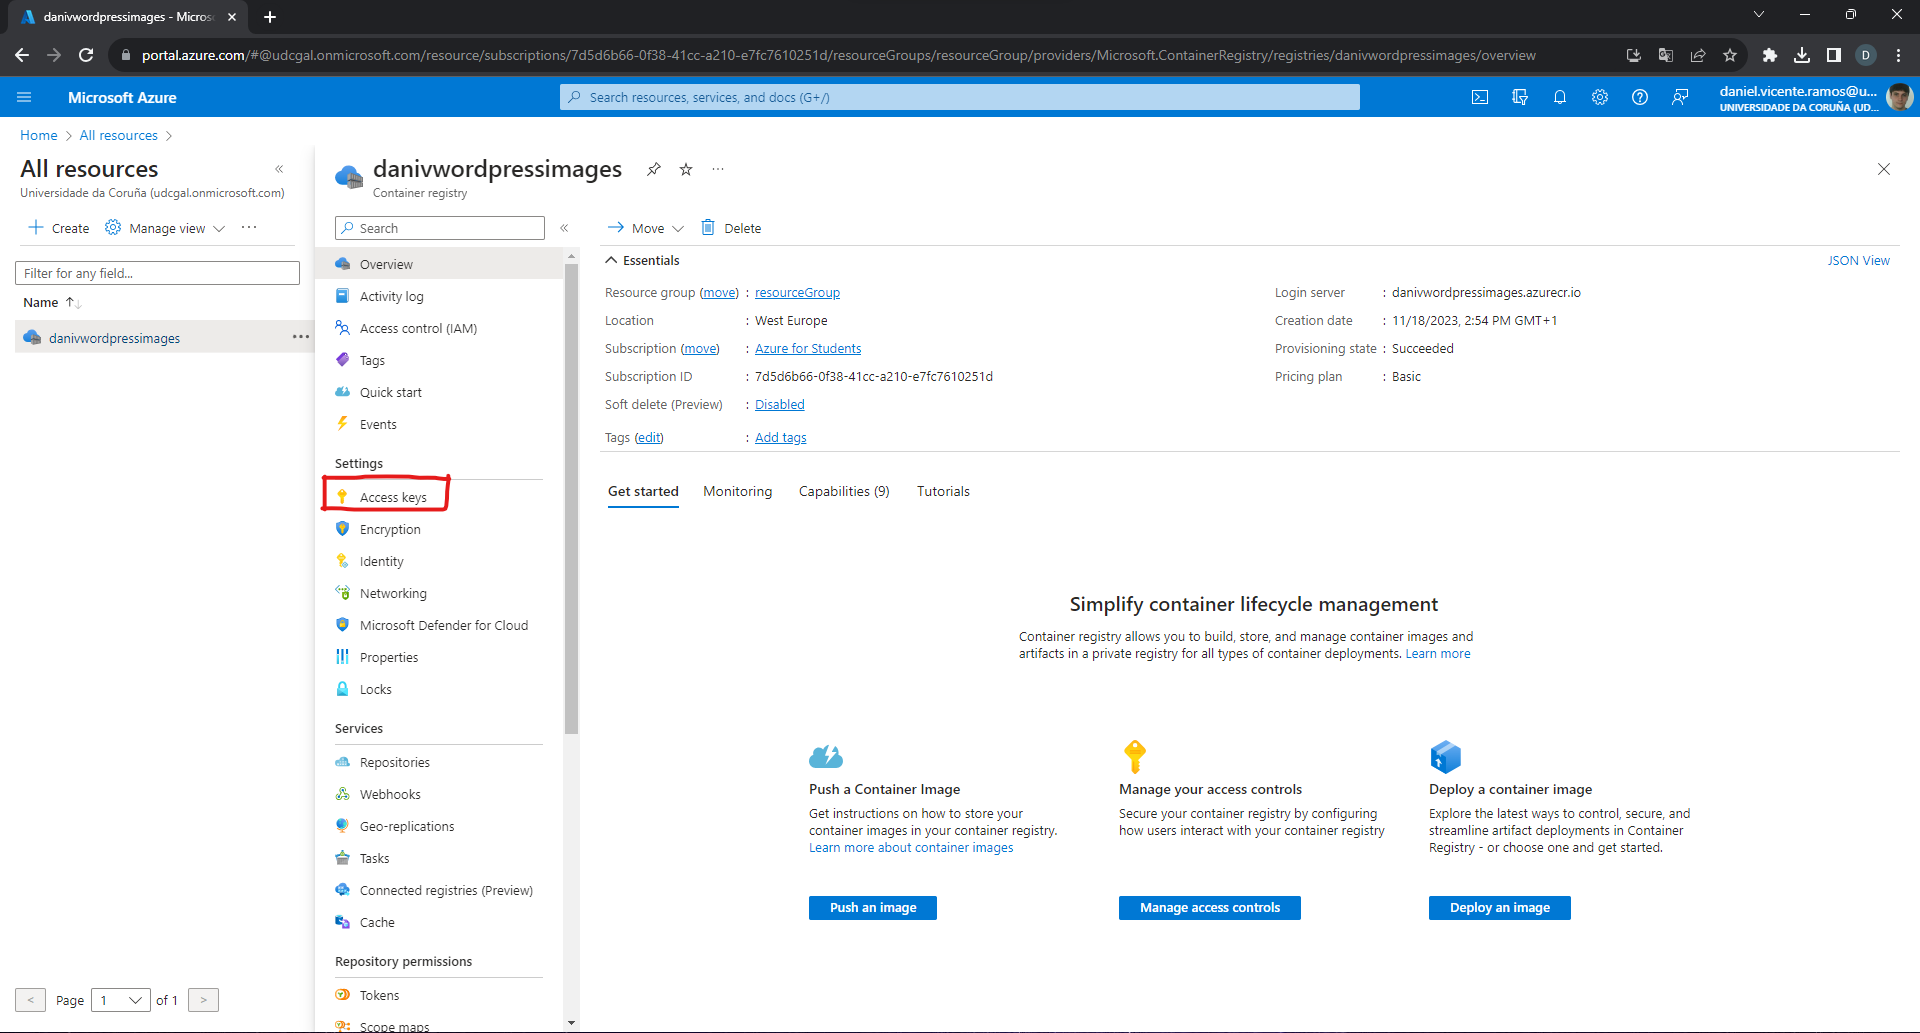 danivwordpressimages - Micros
portal.azure.com/#@udcgal.onmicrosoft.com/resource/subscriptions/7d5d6b66-0f38-41cc-a210-e7fc7610251d/resourceGroups/resourceGroup/providers/Microsoft.ContainerRegistry/registries/danivwordpressimages/overview
D
Microsoft Azure
Search resources, services, and docs (G+/)
daniel.vicente.ramos@u...
UNIVERSIDADE DA CORUÑA (UD...
Home > All resources >
All resources
Universidade da Coruña (udcgal.onmicrosoft.com)
Create
Manage view
Filter for any field...
Name
danivwordpressimages
< Page 1 of 1 >
danivwordpressimages
Container registry
Search
Overview
Activity log
Access control (IAM)
Tags
Quick start
Events
Settings
Access keys
Encryption
Identity
Networking
Microsoft Defender for Cloud
Properties
Locks
Services
Repositories
Webhooks
Geo-replications
Tasks
Connected registries (Preview)
Cache
Repository permissions
Tokens
Scope maps
Move
Delete
Essentials
JSON View
Resource group (move) : resourceGroup
Location : West Europe
Subscription (move) : Azure for Students
Subscription ID : 7d5d6b66-0f38-41cc-a210-e7fc7610251d
Soft delete (Preview) : Disabled
Tags (edit) : Add tags
Login server : danivwordpressimages.azurecr.io
Creation date : 11/18/2023, 2:54 PM GMT+1
Provisioning state : Succeeded
Pricing plan : Basic
Get started Monitoring Capabilities (9) Tutorials
Simplify container lifecycle management
Container registry allows you to build, store, and manage container images and
artifacts in a private registry for all types of container deployments. Learn more
Push a Container Image
Get instructions on how to store your
container images in your container registry.
Learn more about container images
Push an image
Manage your access controls
Secure your container registry by configuring
how users interact with your container registry
Manage access controls
Deploy a container image
Explore the latest ways to control, secure, and
streamline artifact deployments in Container
Registry - or choose one and get started.
Deploy an image